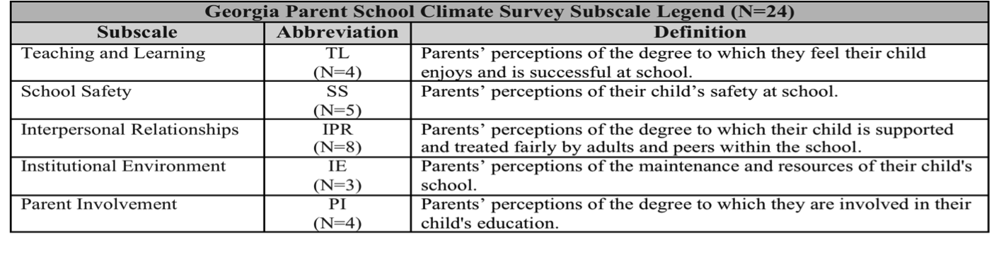 Georgia Parent School Climate Survey Subscale Legend (N=24)
Subscale Abbreviation Definition
Teaching and Learning TL Parents’ perceptions of the degree to which they feel their child
(N=4) enjoys and is successful at school.
School Safety SS Parents’ perceptions of their child’s safety at school.
(N=5)
Interpersonal Relationships IPR Parents’ perceptions of the degree to which their child is supported
(N=8) and treated fairly by adults and peers within the school.
Institutional Environment IE Parents’ perceptions of the maintenance and resources of their child's
(N=3) school.
Parent Involvement PI Parents’ perceptions of the degree to which they are involved in their
(N=4) child's education.